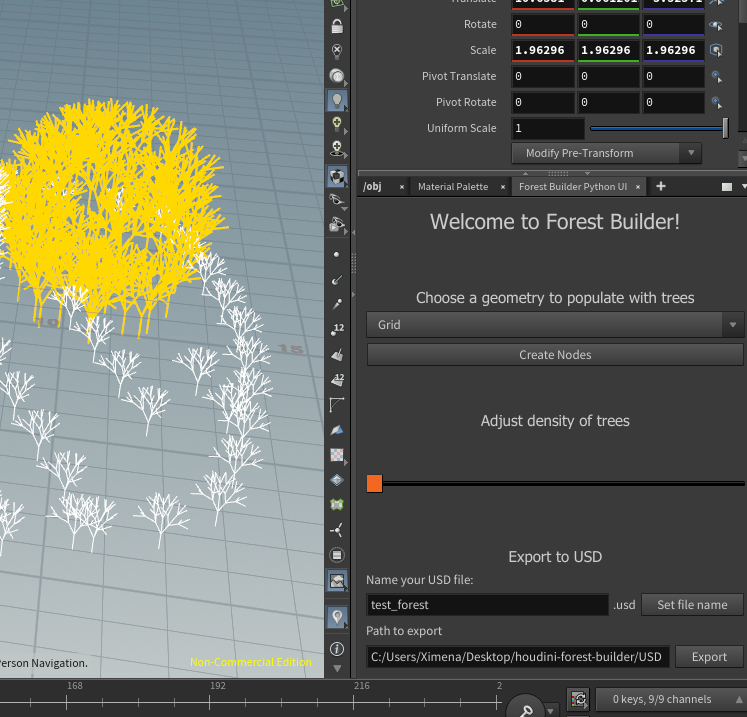 Translate
Rotate 0 0 0
Scale 1.96296 1.96296 1.96296
Pivot Translate 0 0 0
Pivot Rotate 0 0 0
Uniform Scale 1
Modify Pre-Transform
/obj × Material Palette × Forest Builder Python UI × +
Welcome to Forest Builder!
Choose a geometry to populate with trees
Grid
Create Nodes
Adjust density of trees
Export to USD
Name your USD file:
test_forest .usd Set file name
Path to export
C:/Users/Ximena/Desktop/houdini-forest-builder/USD Export
12
12
15
erson Navigation. Non-Commercial Edition
168 192 216 2
0 keys, 9/9 channels